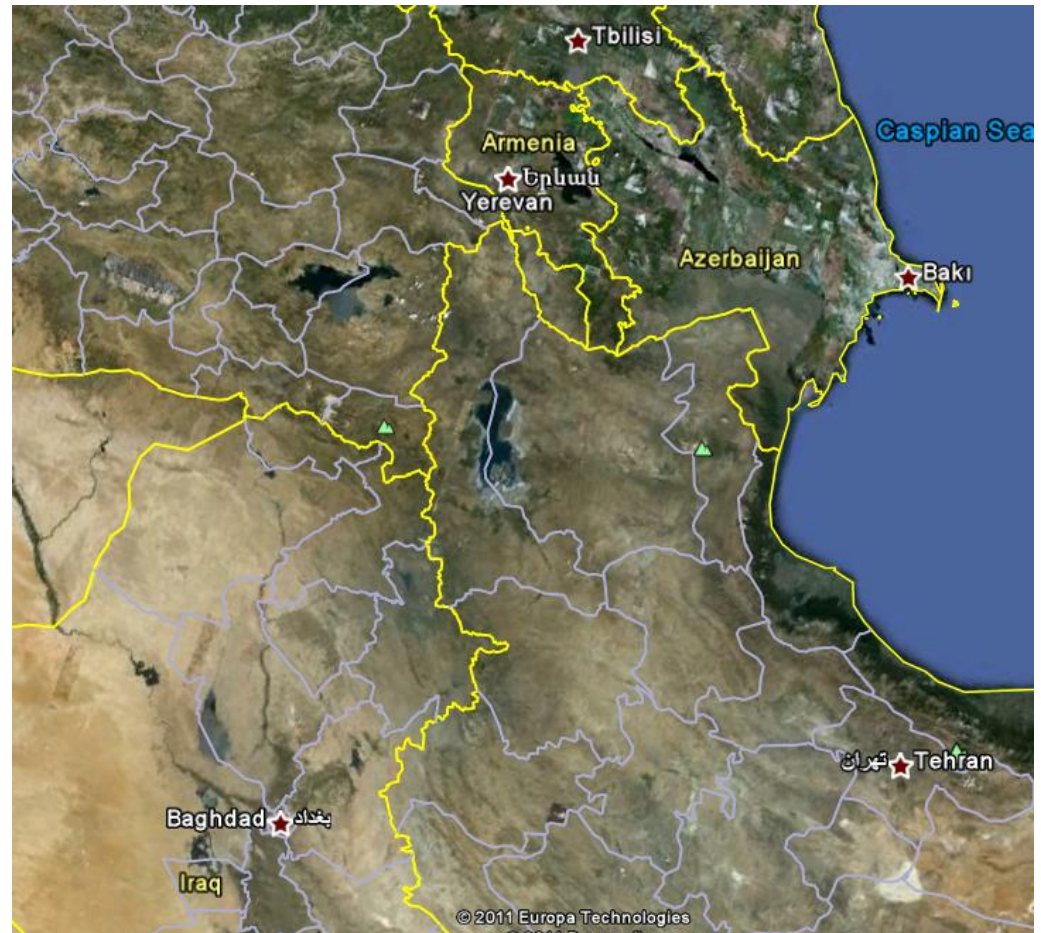 Tbilisi
Caspian Sea
Armenia
Երևան
Yerevan
Azerbaijan
Bakı
تهران Tehran
Baghdad بغداد
Iraq
© 2011 Europa Technologies